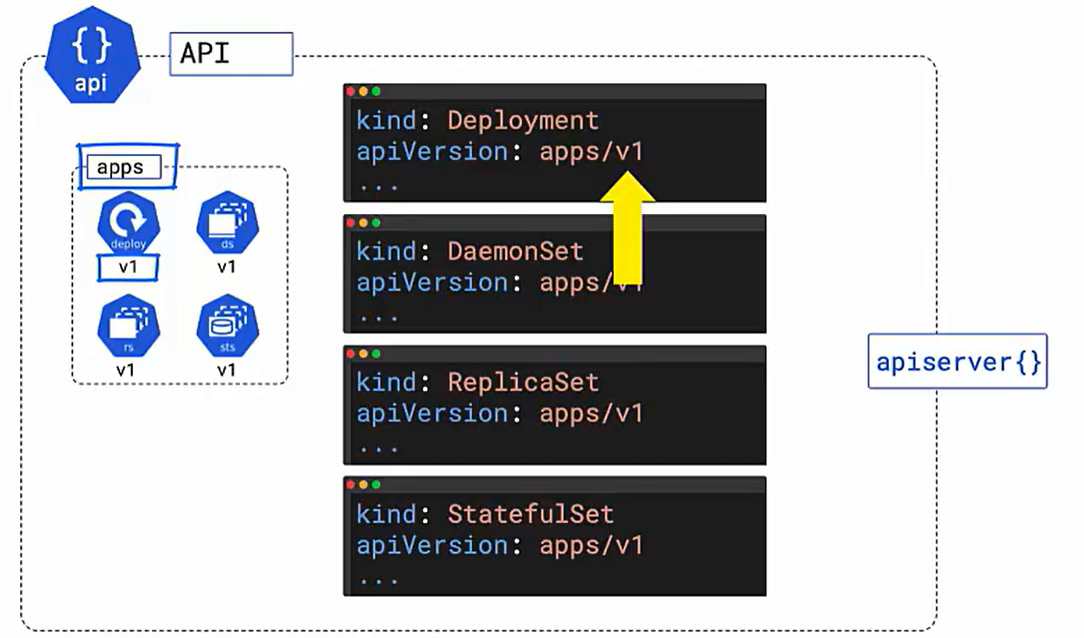 {}
api
API
apps
deploy
v1
ds
v1
rs
v1
sts
v1
kind: Deployment
apiVersion: apps/v1
...
kind: DaemonSet
apiVersion: apps/v1
...
kind: ReplicaSet
apiVersion: apps/v1
...
kind: StatefulSet
apiVersion: apps/v1
...
apiserver{}